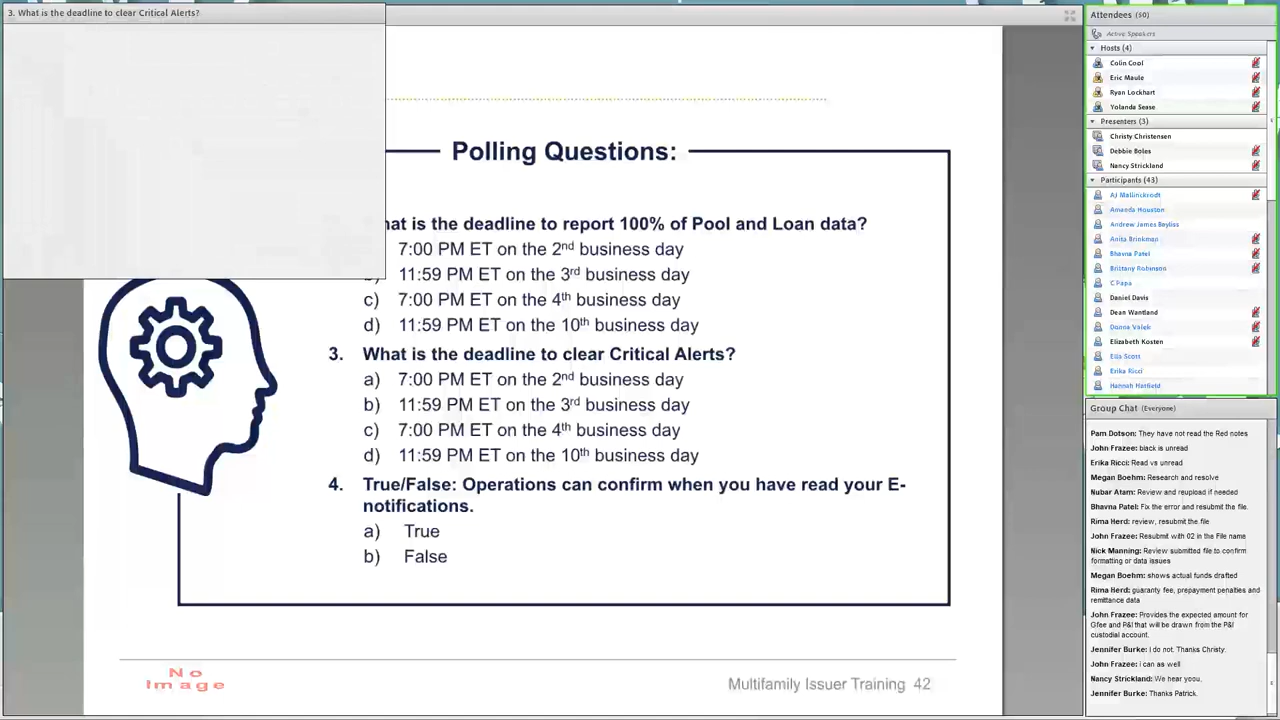 3. What is the deadline to clear Critical Alerts?
Polling Questions:
hat is the deadline to report 100% of Pool and Loan data?
7:00 PM ET on the 2nd business day
11:59 PM ET on the 3rd business day
c) 7:00 PM ET on the 4th business day
d) 11:59 PM ET on the 10th business day
3. What is the deadline to clear Critical Alerts?
a) 7:00 PM ET on the 2nd business day
b) 11:59 PM ET on the 3rd business day
c) 7:00 PM ET on the 4th business day
d) 11:59 PM ET on the 10th business day
4. True/False: Operations can confirm when you have read your E-
notifications.
a) True
b) False
No
Image
Multifamily Issuer Training 42
Attendees (50)
Active Speakers
Hosts (4)
Colin Cool
Eric Maule
Ryan Lockhart
Yolanda Sease
Presenters (3)
Christy Christensen
Debbie Boles
Nancy Strickland
Participants (43)
AJ Mallinckrodt
Amanda Houston
Andrew James Bayliss
Anita Brinkman
Bhavna Patel
Brittany Robinson
C Papa
Daniel Davis
Dean Wantland
Donna Valek
Elizabeth Kosten
Ella Scott
Erika Ricci
Hannah Hatfield
Group Chat (Everyone)
Pam Dotson: They have not read the Red notes
John Frazee: black is unread
Erika Ricci: Read vs unread
Megan Boehm: Research and resolve
Nubar Atam: Review and reupload if needed
Bhavna Patel: Fix the error and resubmit the file.
Rima Herd: review, resubmit the file
John Frazee: Resubmit with 02 in the File name
Nick Manning: Review submitted file to confirm
formatting or data issues
Megan Boehm: shows actual funds drafted
Rima Herd: guaranty fee, prepayment penalties and
remittance data
John Frazee: Provides the expected amount for
Gfee and P&I that will be drawn from the P&I
custodial account.
Jennifer Burke: I do not. Thanks Christy.
John Frazee: i can as well
Nancy Strickland: We hear you.
Jennifer Burke: Thanks Patrick.